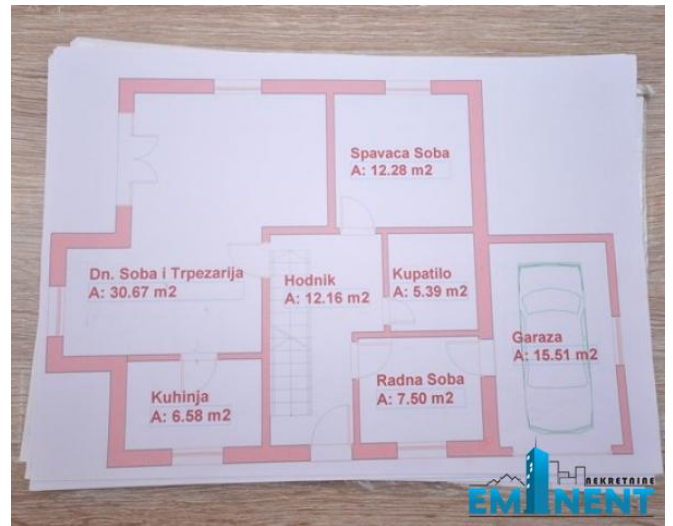 Spavaca Soba
A: 12.28 m2
Dn. Soba i Trpezarija
A: 30.67 m2
Hodnik
A: 12.16 m2
Kupatilo
A: 5.39 m2
Garaza
A: 15.51 m2
Radna Soba
A: 7.50 m2
Kuhinja
A: 6.58 m2
NEKRETNINE
EMINENT